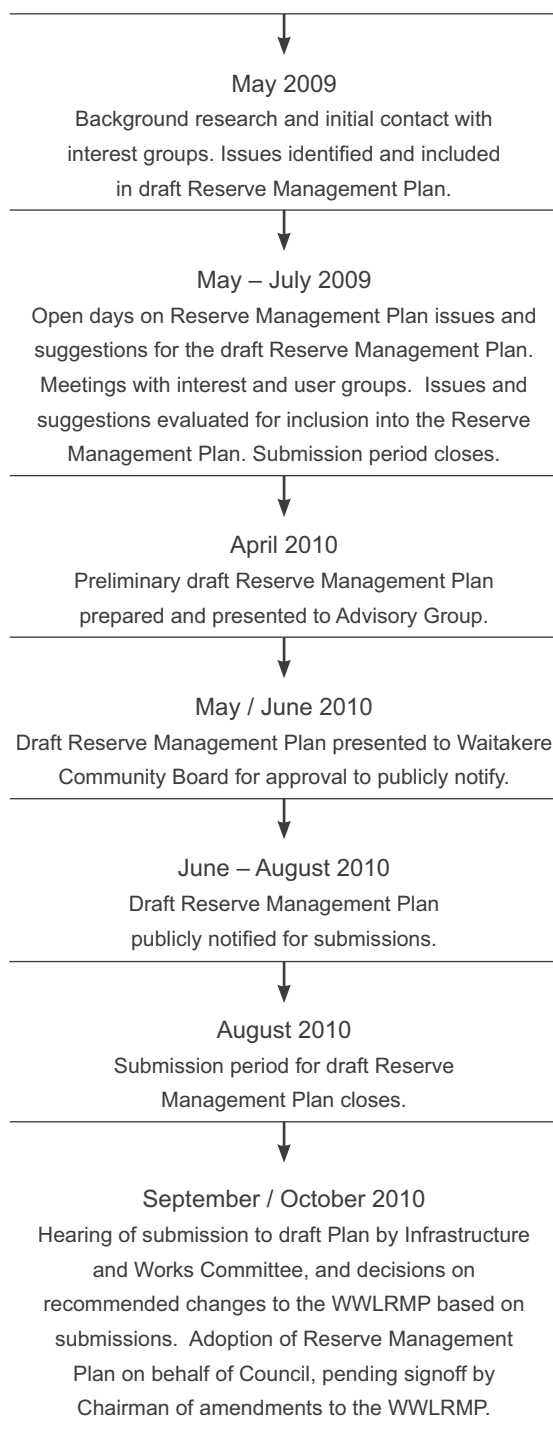 May 2009
Background research and initial contact with
interest groups. Issues identified and included
in draft Reserve Management Plan.
May – July 2009
Open days on Reserve Management Plan issues and
suggestions for the draft Reserve Management Plan.
Meetings with interest and user groups.  Issues and
suggestions evaluated for inclusion into the Reserve
Management Plan. Submission period closes.
April 2010
Preliminary draft Reserve Management Plan
prepared and presented to Advisory Group.
May / June 2010
Draft Reserve Management Plan presented to Waitakere
Community Board for approval to publicly notify.
June – August 2010
Draft Reserve Management Plan
publicly notified for submissions.
August 2010
Submission period for draft Reserve
Management Plan closes.
September / October 2010
Hearing of submission to draft Plan by Infrastructure
and Works Committee, and decisions on
recommended changes to the WWLRMP based on
submissions.  Adoption of Reserve Management
Plan on behalf of Council, pending signoff by
Chairman of amendments to the WWLRMP.